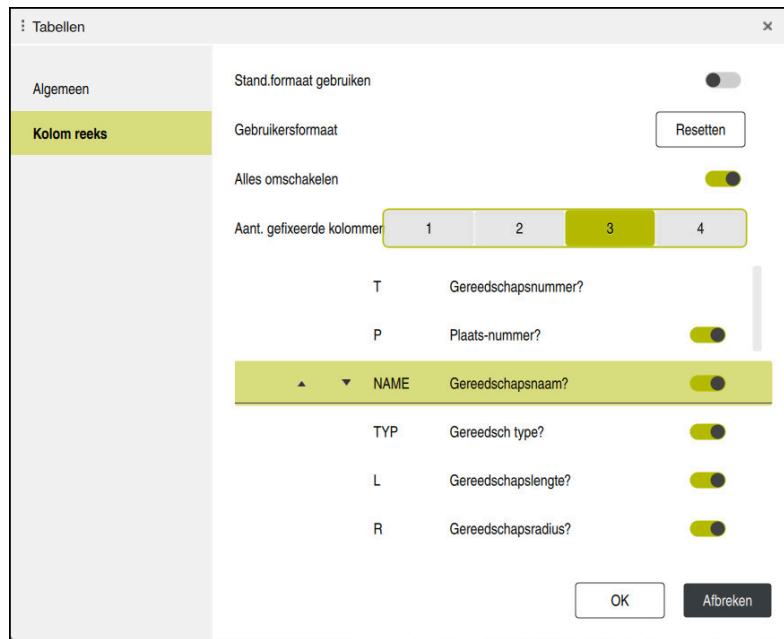 Tabellen
Algemeen
Kolom reeks
Stand.formaat gebruiken
Gebruikersformaat Resetten
Alles omschakelen
Aant. gefixeerde kolommen 1 2 3 4
T Gereedschapsnummer?
P Plaats-nummer?
NAME Gereedschapsnaam?
TYP Gereedsch type?
L Gereedschapslengte?
R Gereedschapsradius?
OK Afbreken